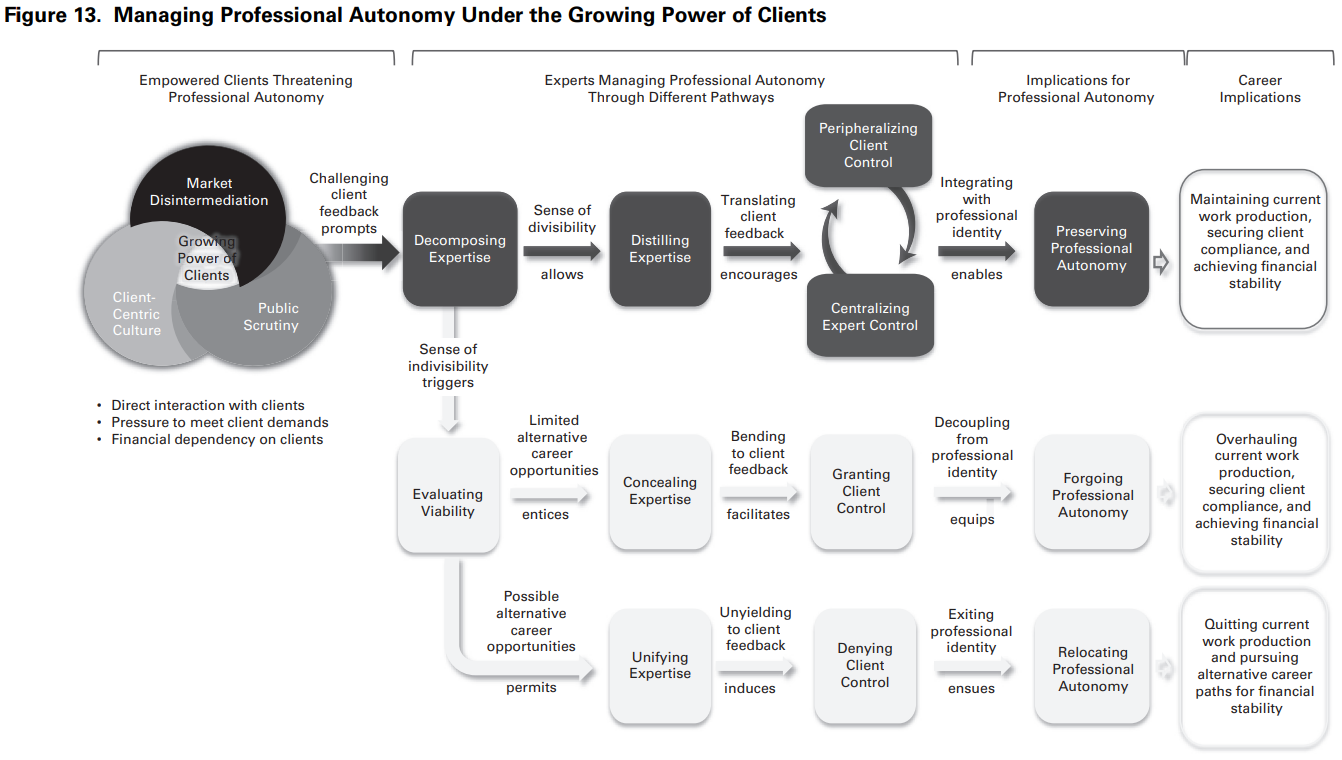 Figure 13. Managing Professional Autonomy Under the Growing Power of Clients
Empowered Clients Threatening
Professional Autonomy
Experts Managing Professional Autonomy
Through Different Pathways
Implications for
Professional Autonomy
Career
Implications
Market
Disintermediation
Growing
Power of
Clients
Client-
Centric
Culture
Public
Scrutiny
• Direct interaction with clients
• Pressure to meet client demands
• Financial dependency on clients
Challenging
client
feedback
prompts
Decomposing
Expertise
Sense of
divisibility
allows
Distilling
Expertise
Translating
client
feedback
encourages
Peripheralizing
Client
Control
Centralizing
Expert Control
Integrating
with
professional
identity
enables
Preserving
Professional
Autonomy
Maintaining current
work production,
securing client
compliance, and
achieving financial
stability
Sense of
indivisibility
triggers
Evaluating
Viability
Limited
alternative
career
opportunities
entices
Concealing
Expertise
Bending
to client
feedback
facilitates
Granting
Client
Control
Decoupling
from
professional
identity
equips
Forgoing
Professional
Autonomy
Overhauling
current work
production,
securing client
compliance, and
achieving financial
stability
Possible
alternative
career
opportunities
permits
Unifying
Expertise
Unyielding
to client
feedback
induces
Denying
Client
Control
Exiting
professional
identity
ensues
Relocating
Professional
Autonomy
Quitting current
work production
and pursuing
alternative career
paths for financial
stability